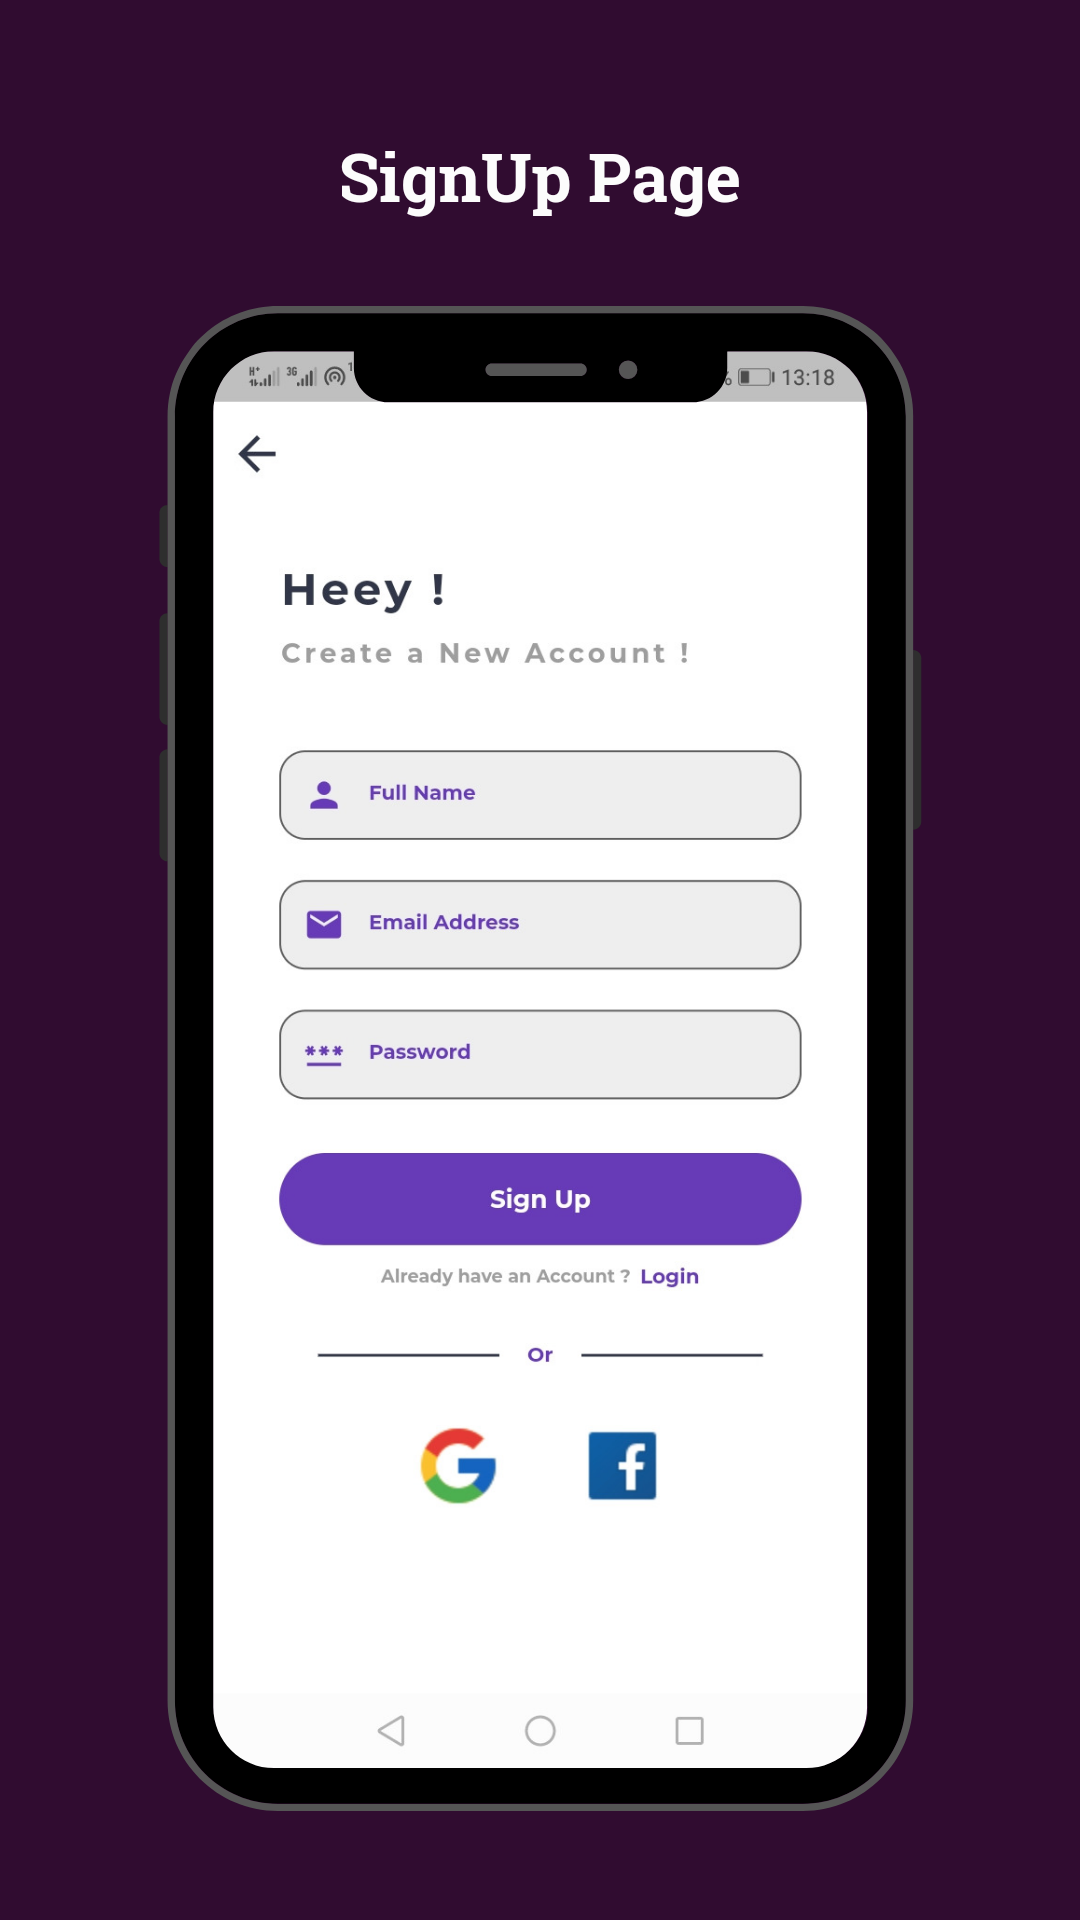 SignUp Page
H+ 3G 13:18
Heey !
Create a New Account !
Full Name
Email Address
*** Password
Sign Up
Already have an Account ? Login
Or